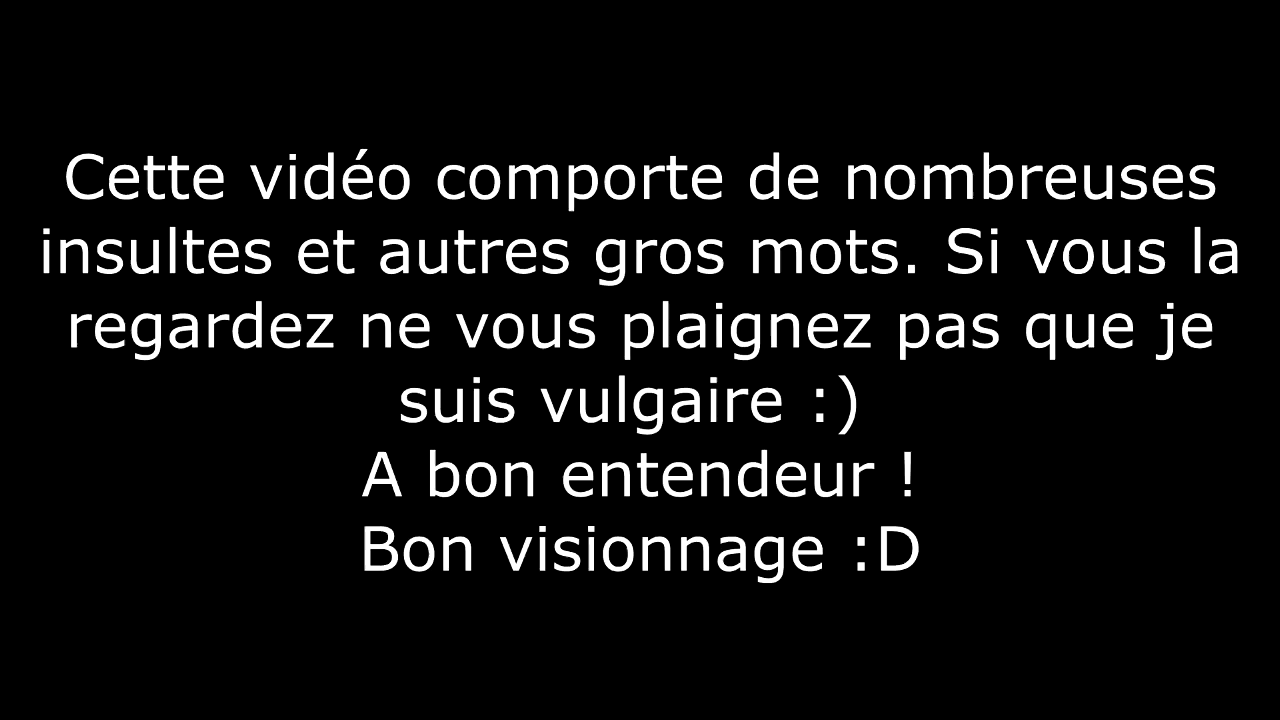 Cette vidéo comporte de nombreuses
insultes et autres gros mots. Si vous la
regardez ne vous plaignez pas que je
suis vulgaire :)
A bon entendeur !
Bon visionnage :D